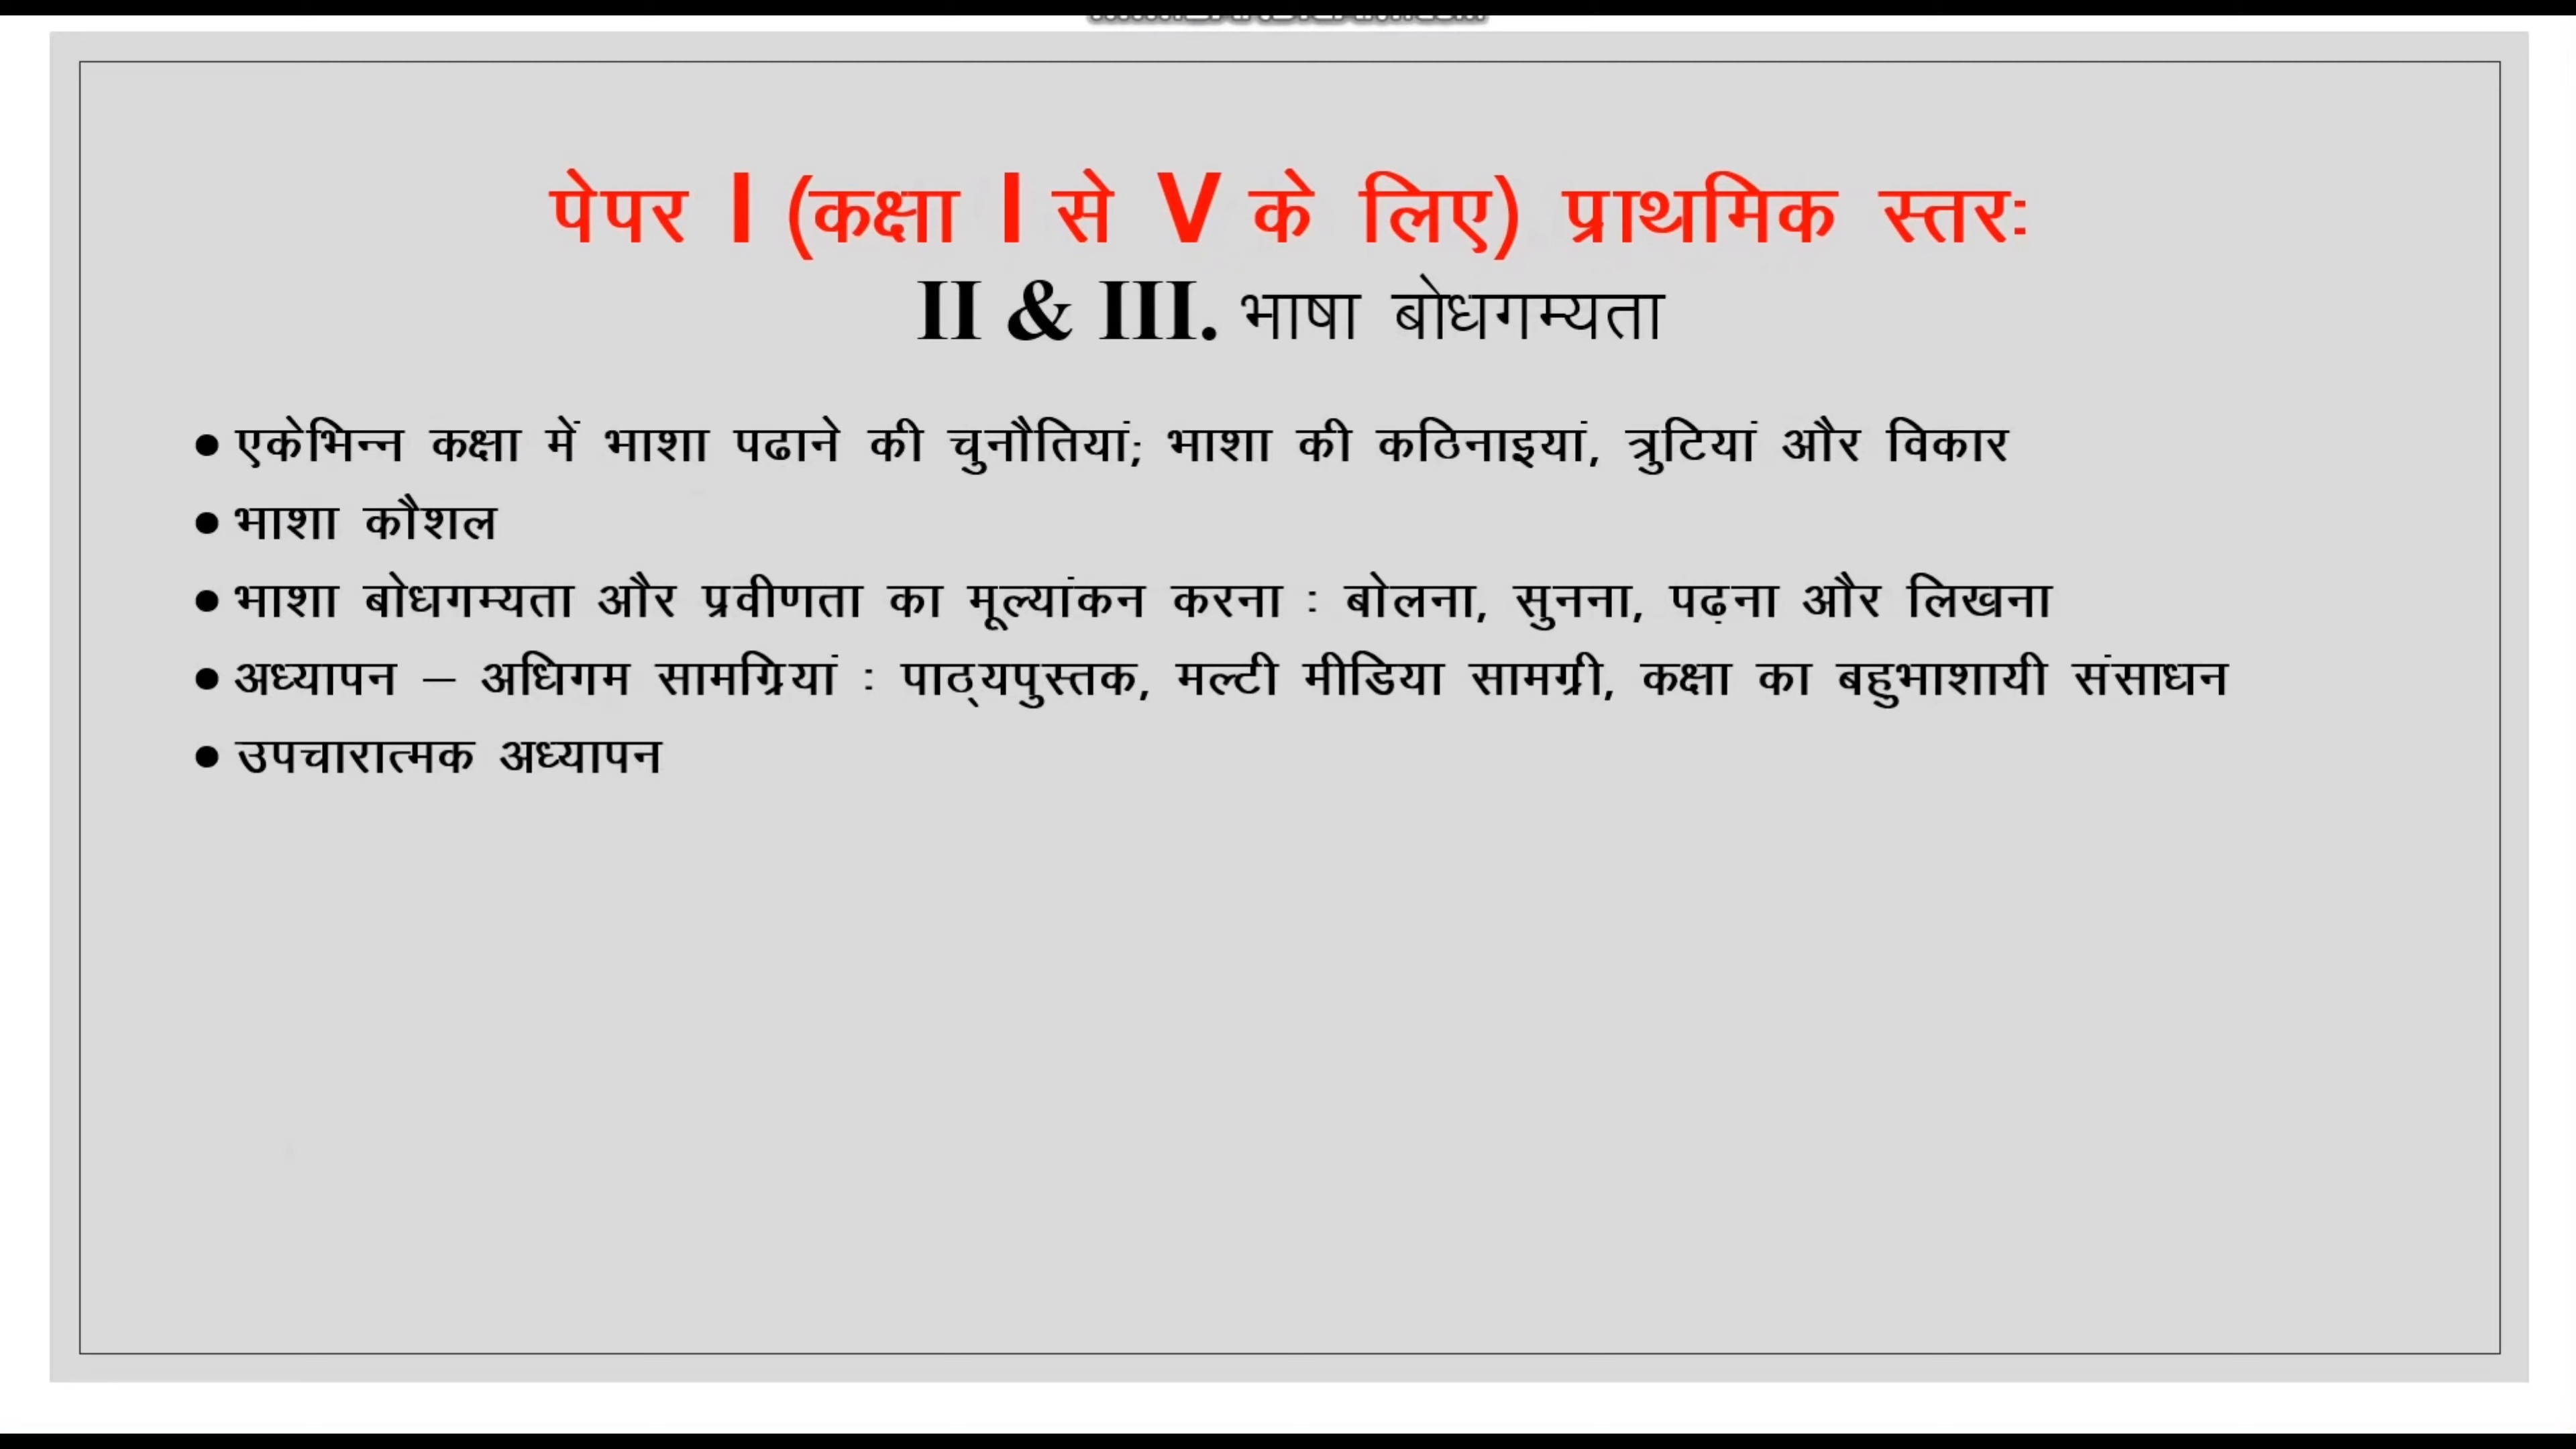 पेपर I (कक्षा I से V के लिए) प्राथमिक स्तरः
II & III. भाषा बोधगम्यता
● एकेभिन्न कक्षा में भाशा पढाने की चुनौतियां; भाशा की कठिनाइयां, त्रुटियां और विकार
● भाशा कौशल
● भाशा बोधगम्यता और प्रवीणता का मूल्यांकन करना : बोलना, सुनना, पढ़ना और लिखना
● अध्यापन – अधिगम सामग्रियां : पाठ्यपुस्तक, मल्टी मीडिया सामग्री, कक्षा का बहुभाशायी संसाधन
● उपचारात्मक अध्यापन